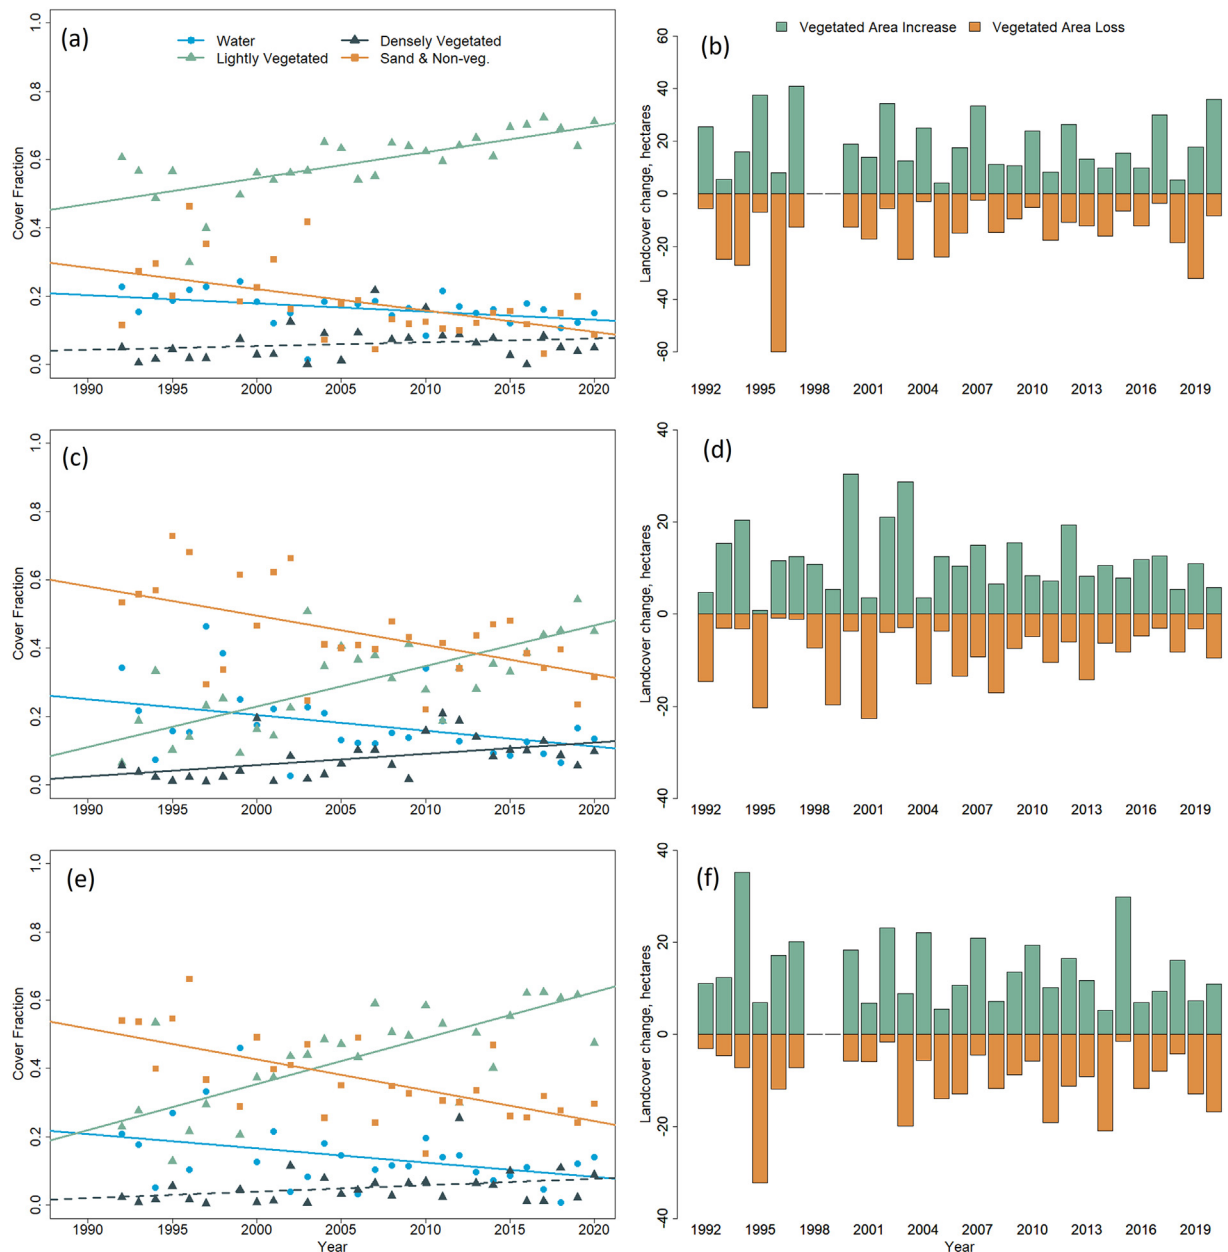 (a)
Water
Densely Vegetated
Lightly Vegetated
Sand & Non-veg.
Cover Fraction
1.0
0.8
0.6
0.4
0.2
0.0
1990 1995 2000 2005 2010 2015 2020
Vegetated Area Increase Vegetated Area Loss
(b)
Landcover change, hectares
60
40
20
0
-20
-40
-60
1992 1995 1998 2001 2004 2007 2010 2013 2016 2019
(c)
Cover Fraction
1.0
0.8
0.6
0.4
0.2
0.0
1990 1995 2000 2005 2010 2015 2020
(d)
Landcover change, hectares
40
20
0
-20
-40
1992 1995 1998 2001 2004 2007 2010 2013 2016 2019
(e)
Cover Fraction
1.0
0.8
0.6
0.4
0.2
0.0
1990 1995 2000 2005 2010 2015 2020
Year
(f)
Landcover change, hectares
40
20
0
-20
-40
1992 1995 1998 2001 2004 2007 2010 2013 2016 2019
Year